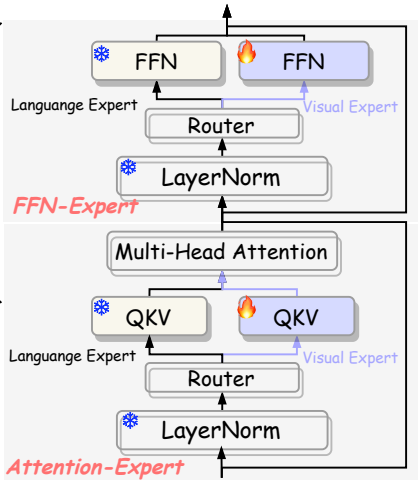 FFN
FFN
Languange Expert
Visual Expert
Router
LayerNorm
FFN-Expert
Multi-Head Attention
QKV
QKV
Languange Expert
Visual Expert
Router
LayerNorm
Attention-Expert